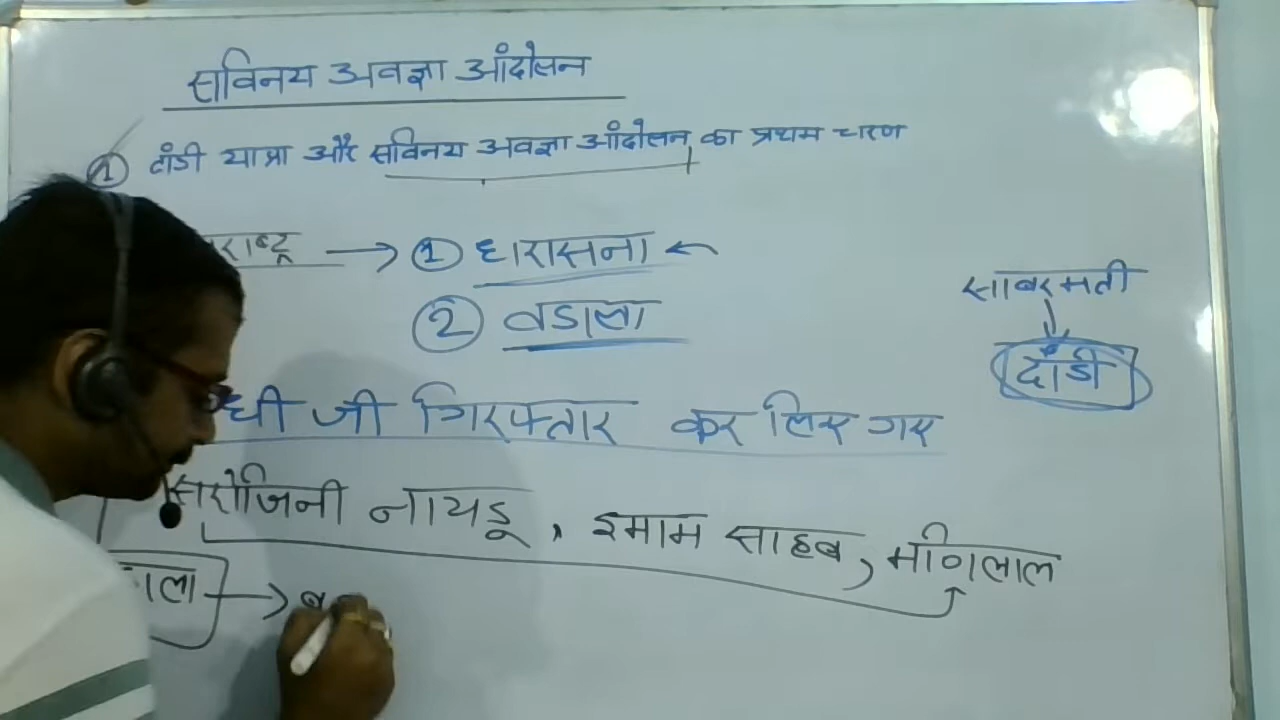 सविनय अवज्ञा आंदोलन
1 दांडी यात्रा और सविनय अवज्ञा आंदोलन का प्रथम चरण
राष्ट्र → 1 धारासना ←
2 वडाला
साबरमती
दाँडी
धी जी गिरफ्तार कर लिए गए
सरोजिनी नायडू, इमाम साहब, मणिलाल
ाला → ब